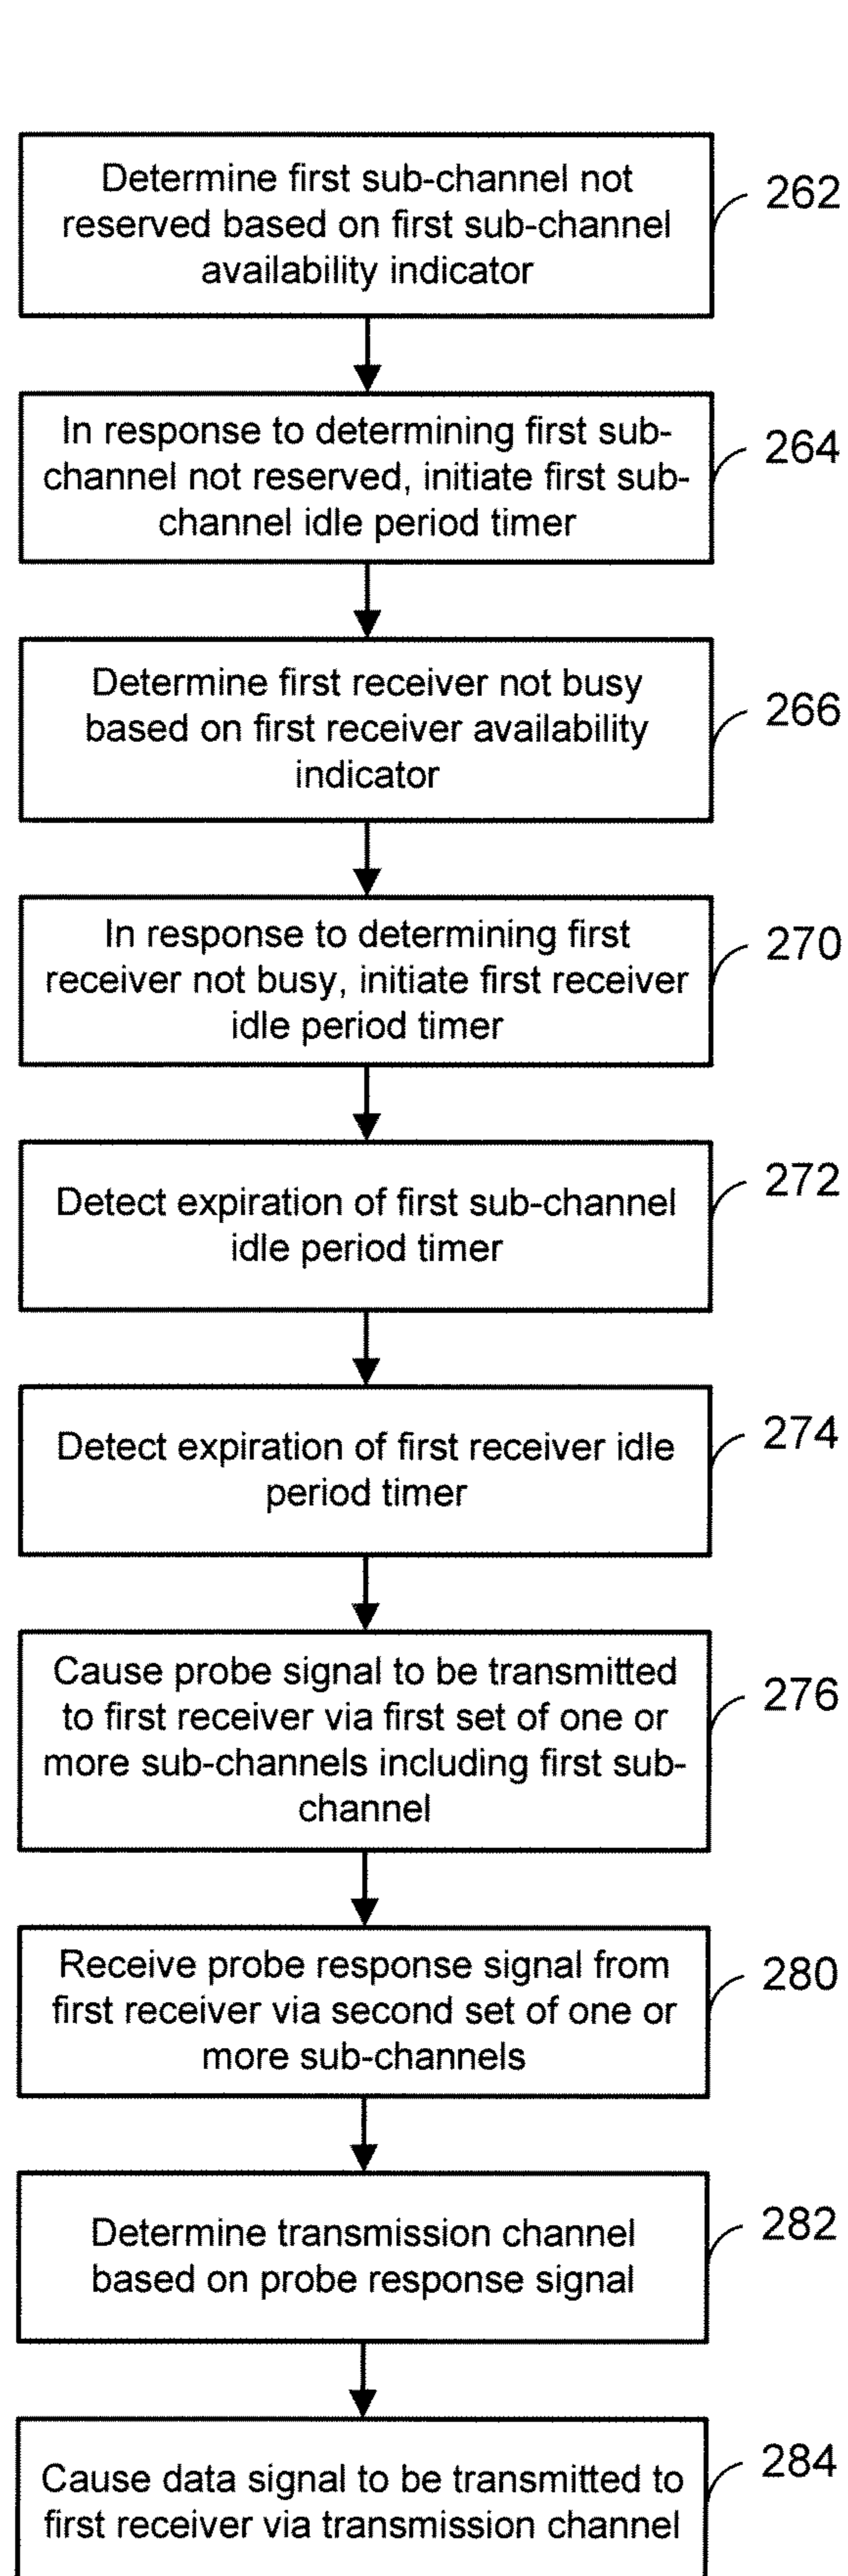 Determine first sub-channel not
reserved based on first sub-channel
availability indicator
262
In response to determining first sub-
channel not reserved, initiate first sub-
channel idle period timer
264
Determine first receiver not busy
based on first receiver availability
indicator
266
In response to determining first
receiver not busy, initiate first receiver
idle period timer
270
Detect expiration of first sub-channel
idle period timer
272
Detect expiration of first receiver idle
period timer
274
Cause probe signal to be transmitted
to first receiver via first set of one or
more sub-channels including first sub-
channel
276
Receive probe response signal from
first receiver via second set of one or
more sub-channels
280
Determine transmission channel
based on probe response signal
282
Cause data signal to be transmitted to
first receiver via transmission channel
284